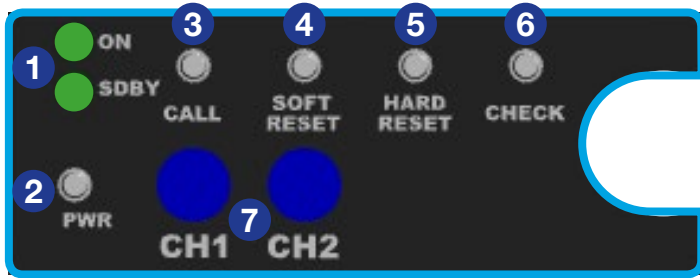 3 4 5 6
1 ON
SDBY
CALL SOFT RESET HARD RESET CHECK
2 PWR
7
CH1 CH2